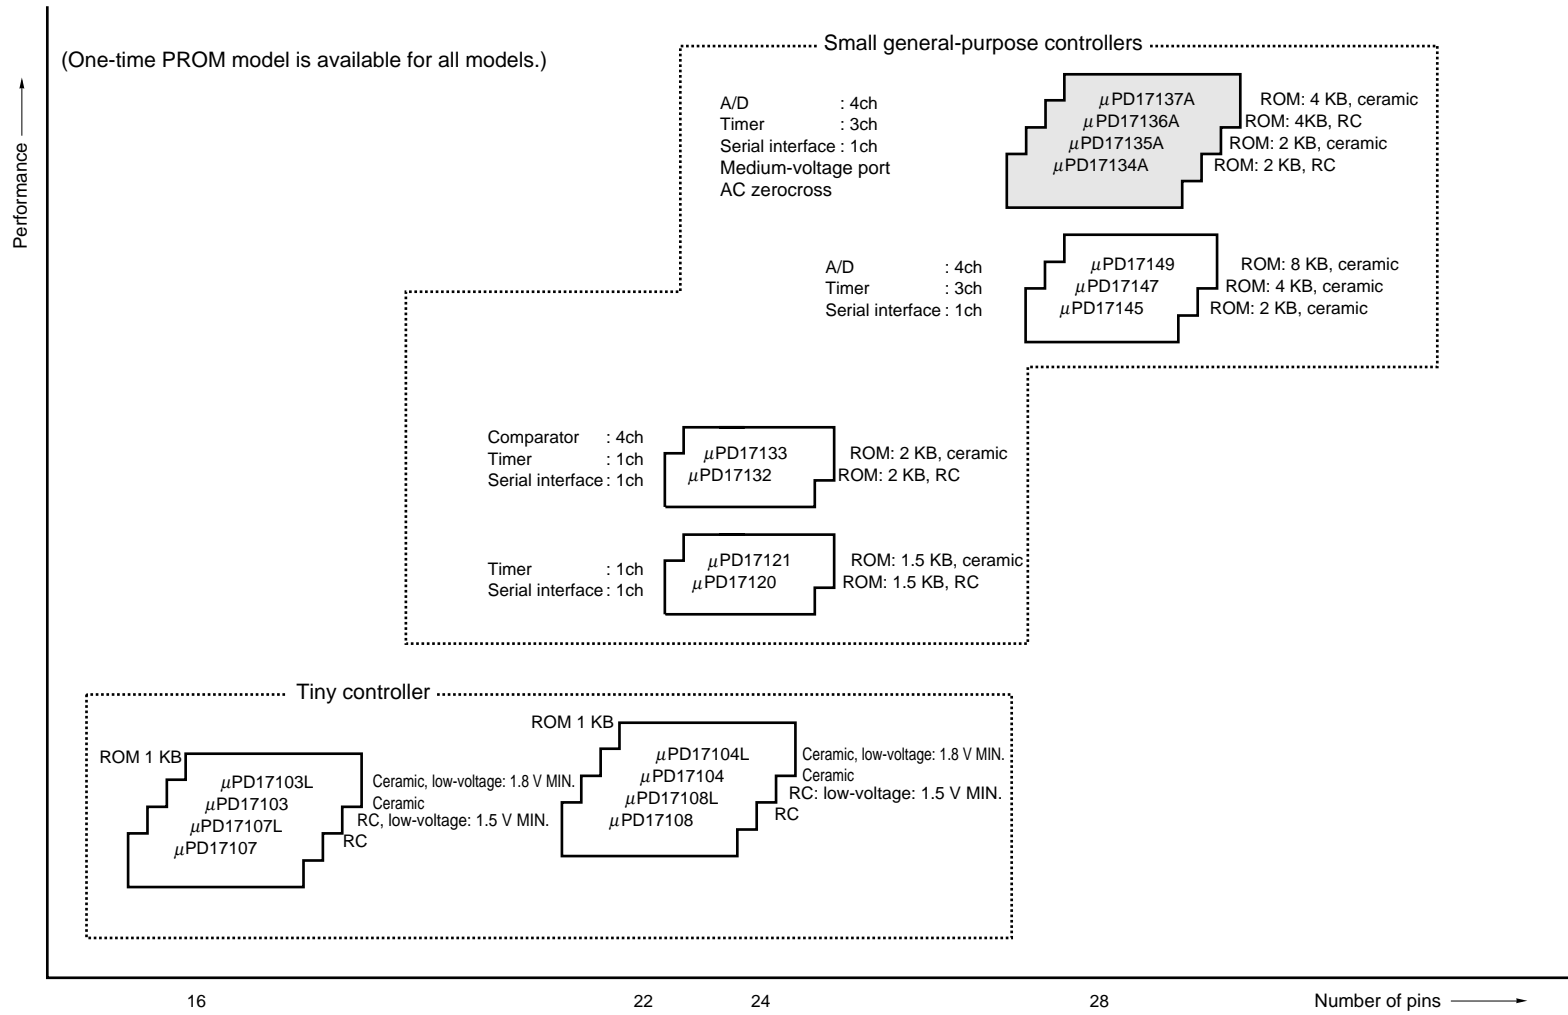 Performance
(One-time PROM model is available for all models.)
Small general-purpose controllers
A/D : 4ch
Timer : 3ch
Serial interface : 1ch
Medium-voltage port
AC zerocross
μPD17137A ROM: 4 KB, ceramic
μPD17136A ROM: 4KB, RC
μPD17135A ROM: 2 KB, ceramic
μPD17134A ROM: 2 KB, RC
A/D : 4ch
Timer : 3ch
Serial interface : 1ch
μPD17149 ROM: 8 KB, ceramic
μPD17147 ROM: 4 KB, ceramic
μPD17145 ROM: 2 KB, ceramic
Comparator : 4ch
Timer : 1ch
Serial interface : 1ch
μPD17133 ROM: 2 KB, ceramic
μPD17132 ROM: 2 KB, RC
Timer : 1ch
Serial interface : 1ch
μPD17121 ROM: 1.5 KB, ceramic
μPD17120 ROM: 1.5 KB, RC
Tiny controller
ROM 1 KB
μPD17103L Ceramic, low-voltage: 1.8 V MIN.
μPD17103 Ceramic
μPD17107L RC, low-voltage: 1.5 V MIN.
μPD17107 RC
ROM 1 KB
μPD17104L Ceramic, low-voltage: 1.8 V MIN.
μPD17104 Ceramic
μPD17108L RC: low-voltage: 1.5 V MIN.
μPD17108 RC
16 22 24 28 Number of pins